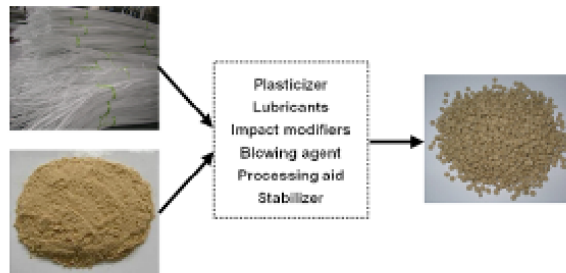 Plasticizer
Lubricants
Impact modifiers
Blowing agent
Processing aid
Stabilizer